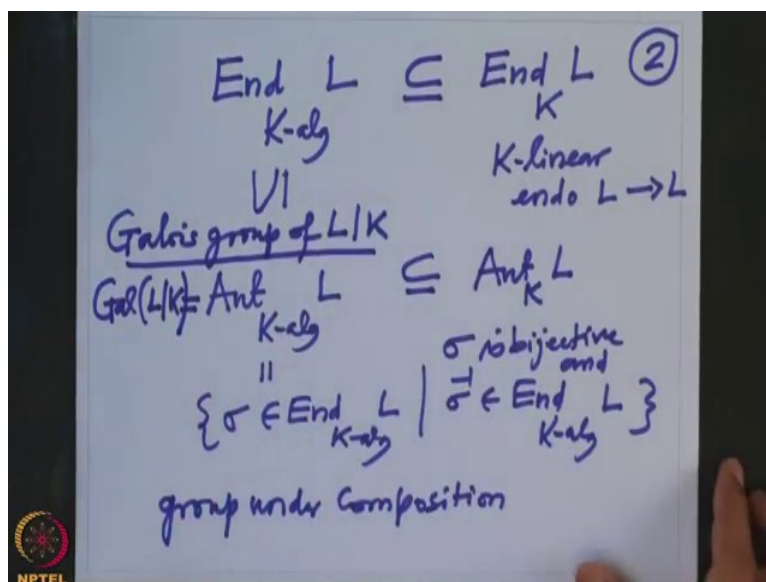 End K-alg L ⊆ End K L ②
K-linear
endo L → L
∪|
Galois group of L|K
Gal(L|K) = Aut K-alg L ⊆ Aut K L
||
σ is bijective
and
{ σ ∈ End K-alg L | σ⁻¹ ∈ End K-alg L }
group under composition
NPTEL